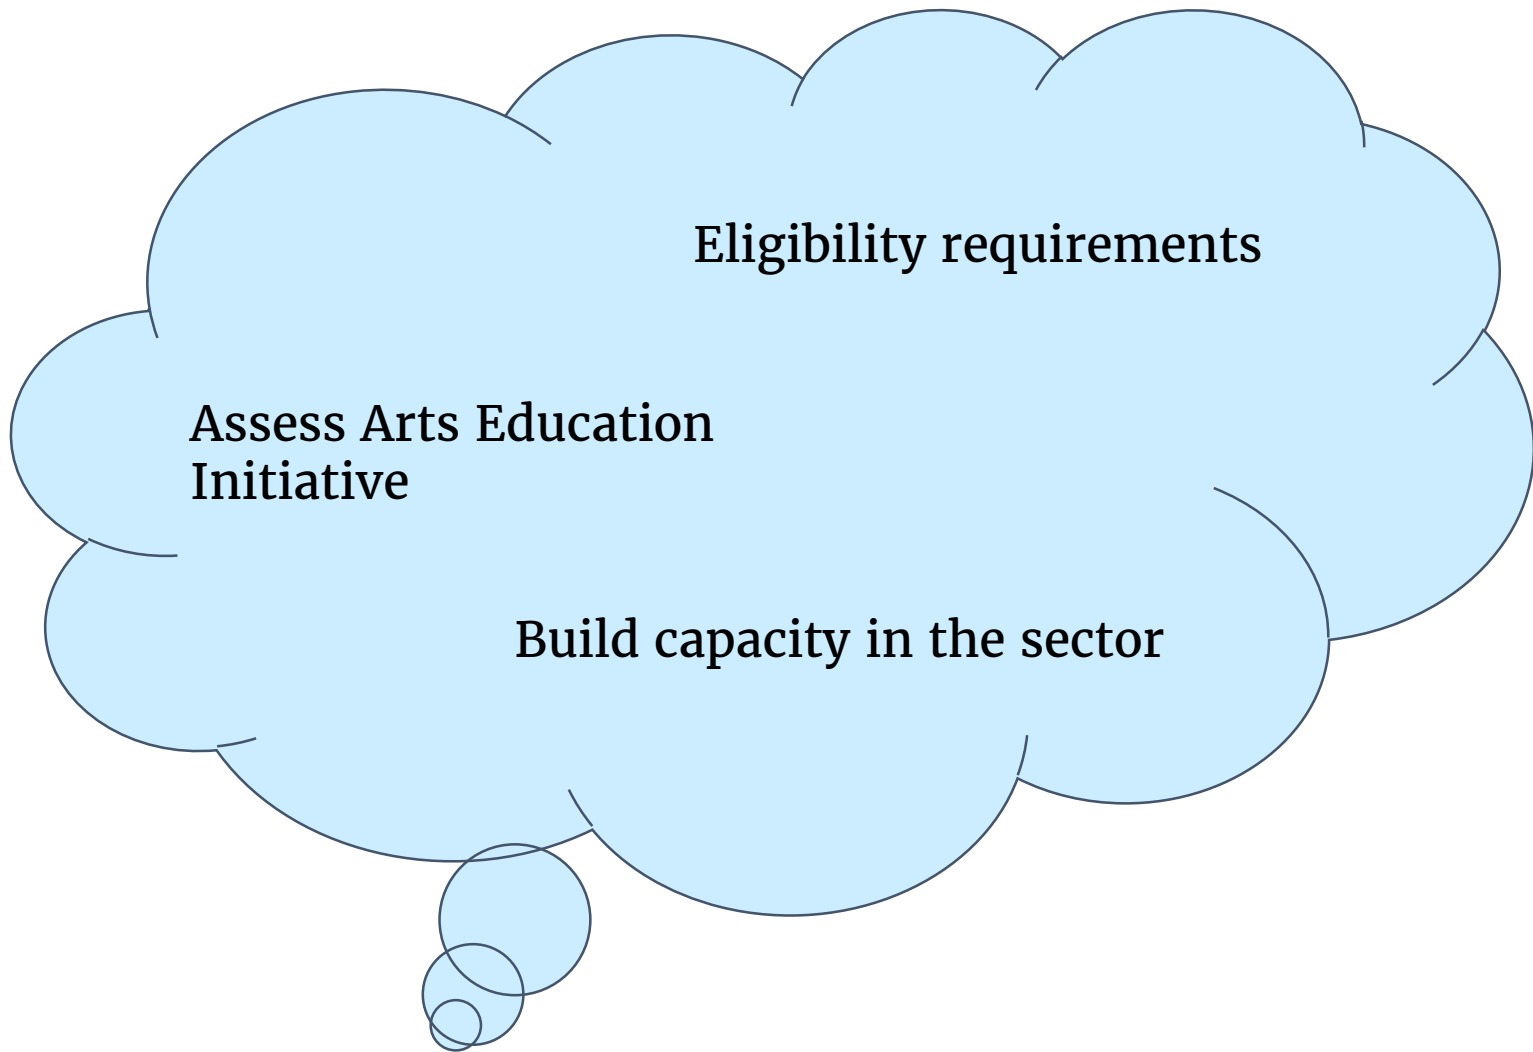 Eligibility requirements
Assess Arts Education
Initiative
Build capacity in the sector